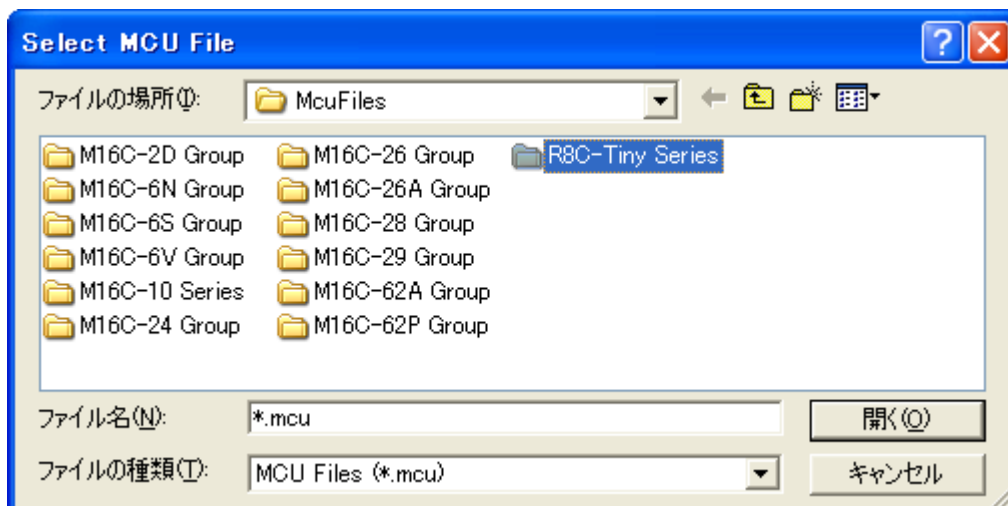 Select MCU File
ファイルの場所(I):
McuFiles
M16C-2D Group
M16C-6N Group
M16C-6S Group
M16C-6V Group
M16C-10 Series
M16C-24 Group
M16C-26 Group
M16C-26A Group
M16C-28 Group
M16C-29 Group
M16C-62A Group
M16C-62P Group
R8C-Tiny Series
ファイル名(N):
*.mcu
開く(O)
ファイルの種類(T):
MCU Files (*.mcu)
キャンセル